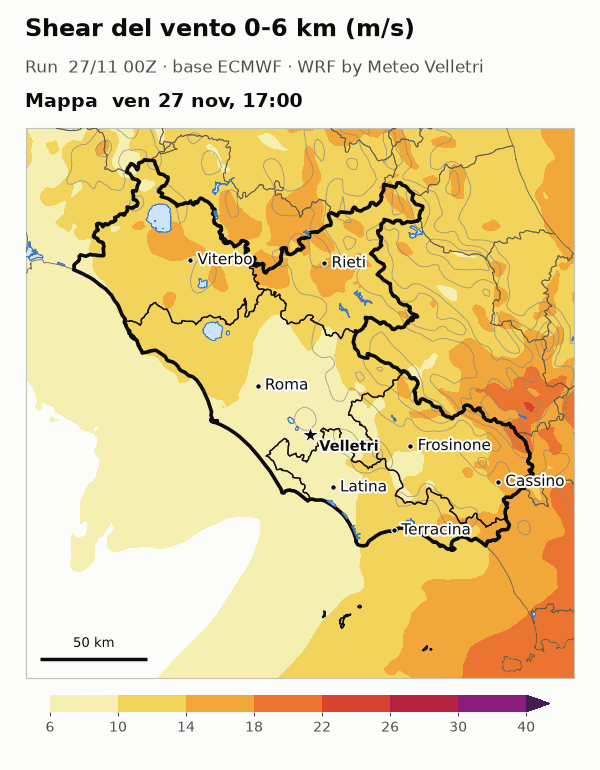 Shear del vento 0-6 km (m/s)
Run  27/11 00Z · base ECMWF · WRF by Meteo Velletri
Mappa  ven 27 nov, 17:00
Viterbo
Rieti
Roma
Velletri
Frosinone
Latina
Cassino
Terracina
50 km
6 10 14 18 22 26 30 40